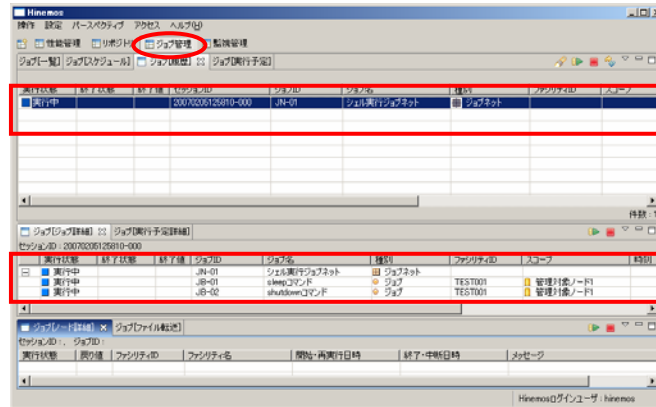 Hinemos
操作 設定 パースペクティブ アクセス ヘルプ(H)
性能管理 リポジトリ ジョブ管理 監視管理
ジョブ[一覧] ジョブ[スケジュール] ジョブ[履歴] ジョブ[実行予定]
実行状態 終了状態 終了値 セッションID ジョブID ジョブ名 種別 ファシリティID スコープ
実行中 20070205125810-000 JN-01 シェル実行ジョブネット ジョブネット
件数:1
ジョブ[ジョブ詳細] ジョブ[実行予定詳細]
セッションID:20070205125810-000
実行状態 終了状態 終了値 ジョブID ジョブ名 種別 ファシリティID スコープ 時刻
実行中 JN-01 シェル実行ジョブネット ジョブネット
実行中 JB-01 sleepコマンド ジョブ TEST001 管理対象ノード1
実行中 JB-02 shutdownコマンド ジョブ TEST001 管理対象ノード1
ジョブ[ノード詳細] ジョブ[ファイル転送]
セッションID:, ジョブID:
実行状態 戻り値 ファシリティID ファシリティ名 開始・再実行日時 終了・中断日時 メッセージ
Hinemosログインユーザ:hinemos